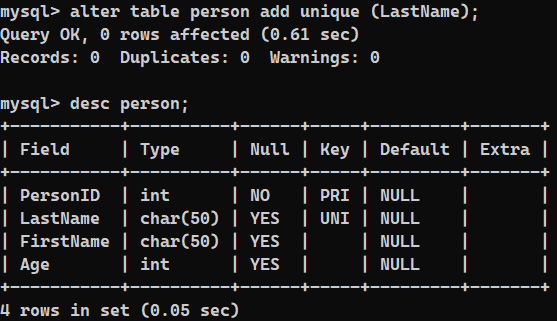 mysql> alter table person add unique (LastName);
Query OK, 0 rows affected (0.61 sec)
Records: 0  Duplicates: 0  Warnings: 0

mysql> desc person;
+-----------+----------+------+-----+---------+-------+
| Field     | Type     | Null | Key | Default | Extra |
+-----------+----------+------+-----+---------+-------+
| PersonID  | int      | NO   | PRI | NULL    |       |
| LastName  | char(50) | YES  | UNI | NULL    |       |
| FirstName | char(50) | YES  |     | NULL    |       |
| Age       | int      | YES  |     | NULL    |       |
+-----------+----------+------+-----+---------+-------+
4 rows in set (0.05 sec)